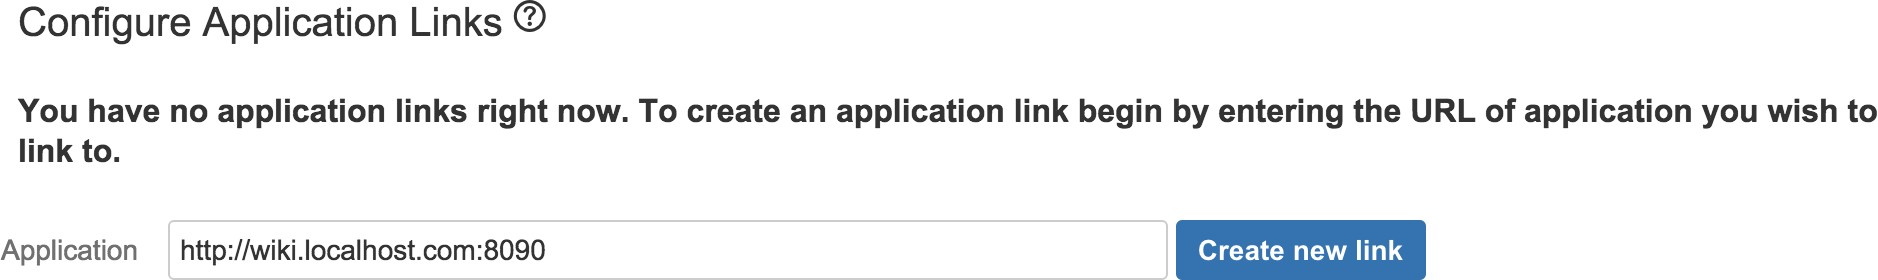 Configure Application Links ?
You have no application links right now. To create an application link begin by entering the URL of application you wish to
link to.
Application http://wiki.localhost.com:8090 Create new link